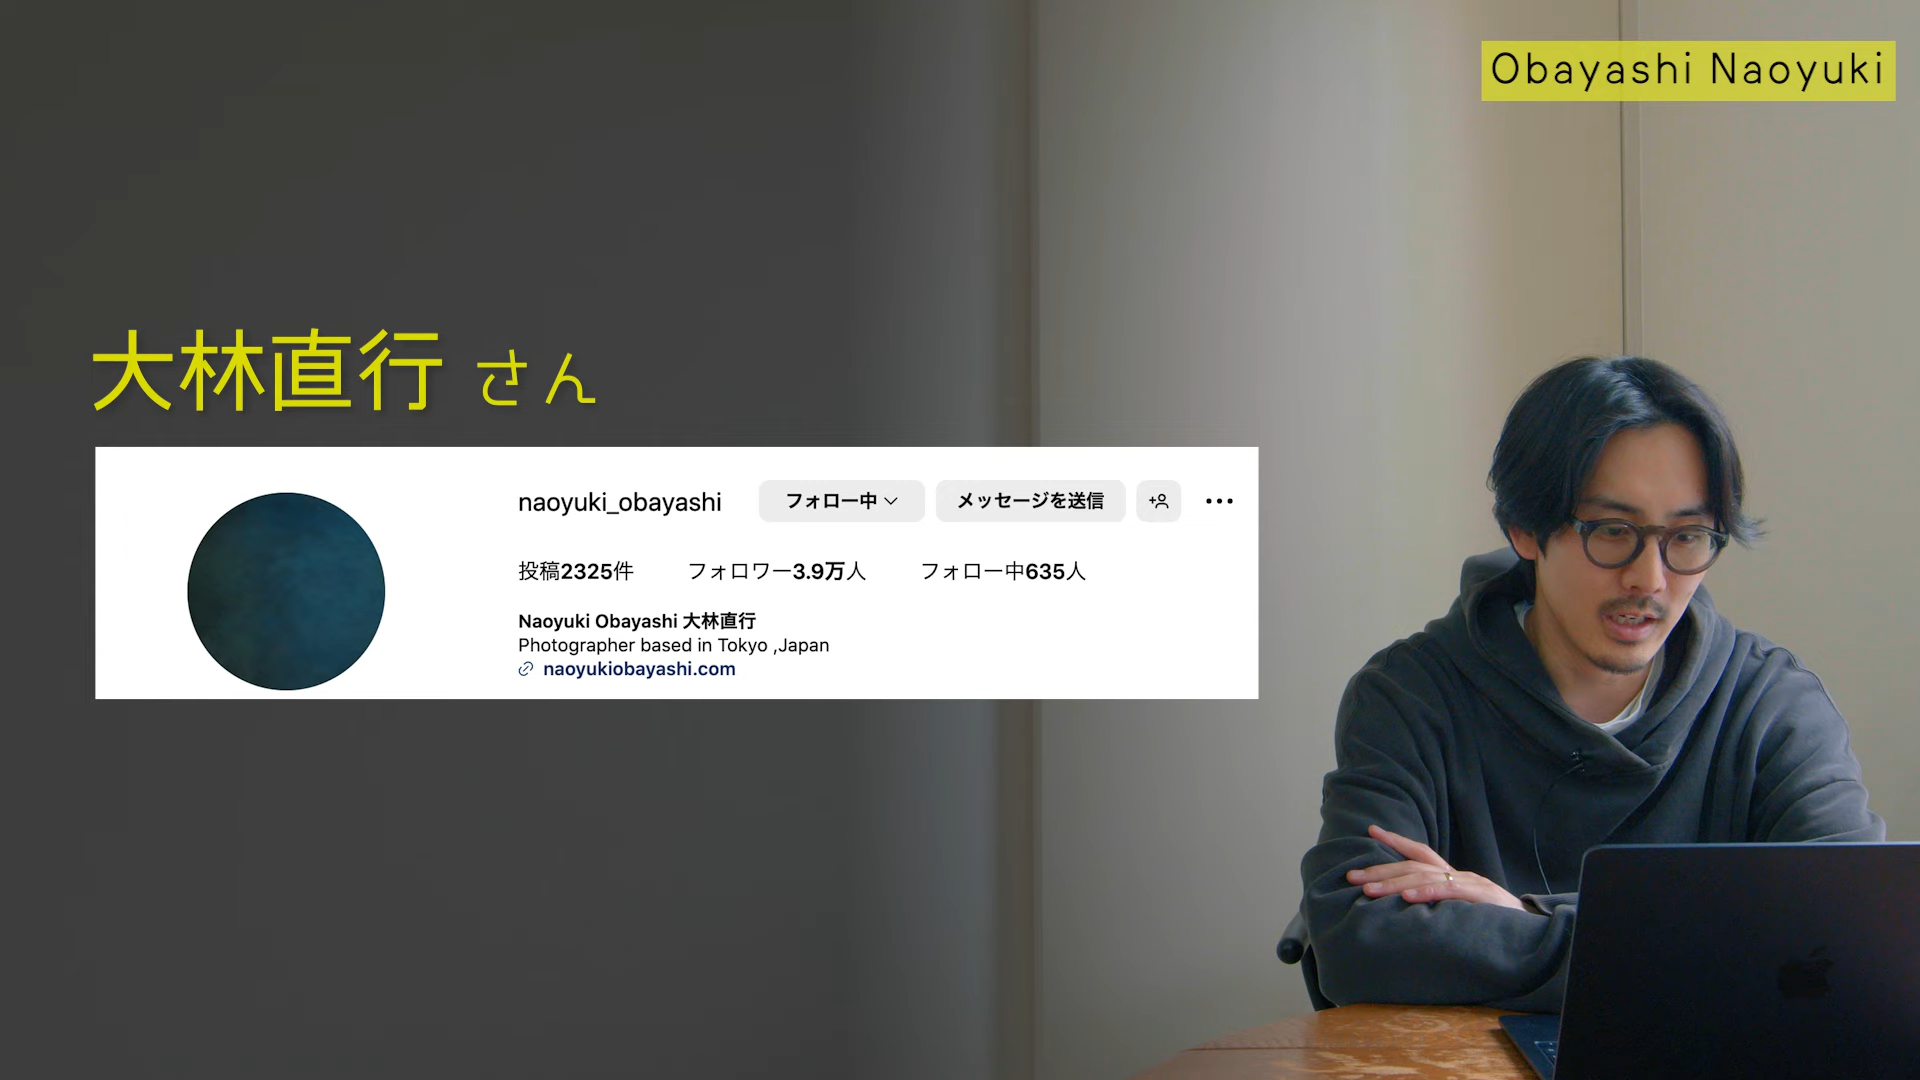 Obayashi Naoyuki
大林直行 さん
naoyuki_obayashi フォロー中 メッセージを送信
投稿2325件 フォロワー3.9万人 フォロー中635人
Naoyuki Obayashi 大林直行
Photographer based in Tokyo ,Japan
naoyukiobayashi.com